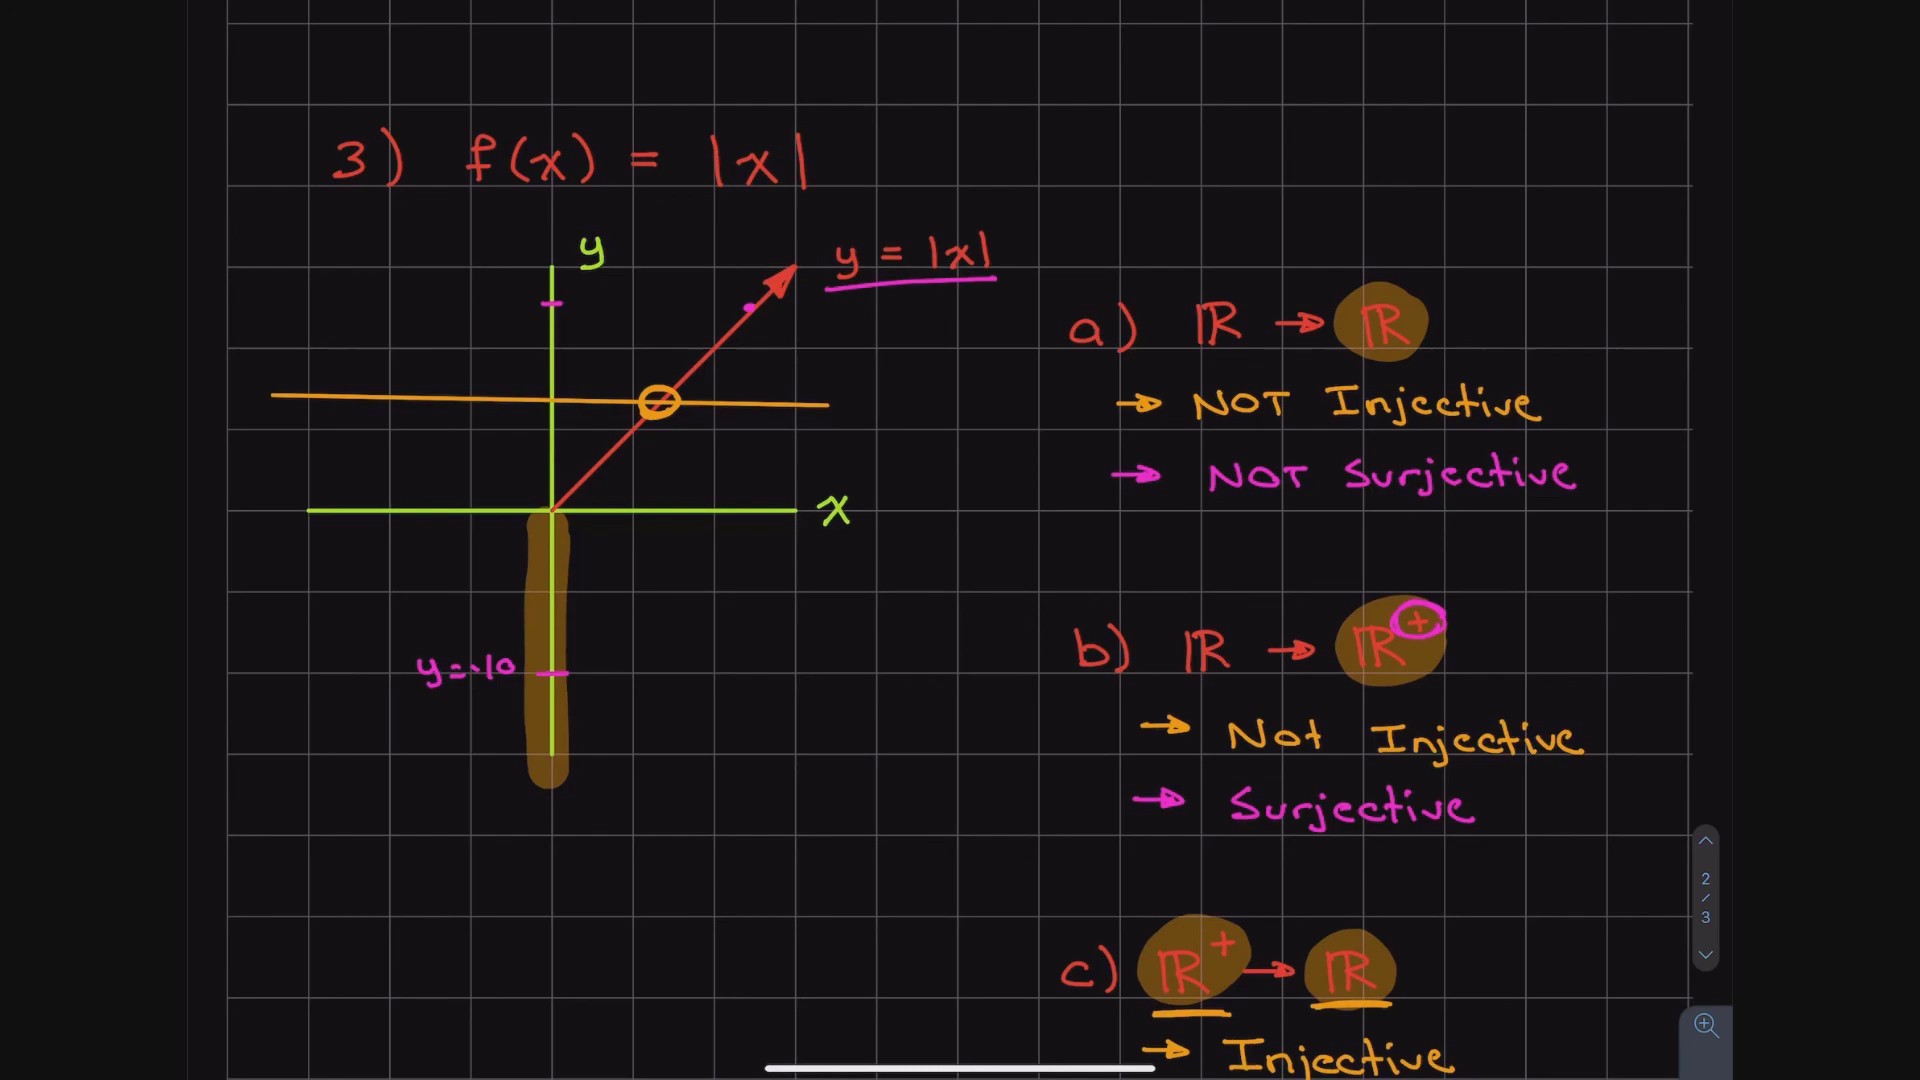 3) f(x) = |x|
y
y = |x|
x
y=-10
a) ℝ → ℝ
→ NOT Injective
→ NOT Surjective
b) ℝ → ℝ⁺
→ Not Injective
→ Surjective
c) ℝ⁺ → ℝ
→ Injective
2
/
3